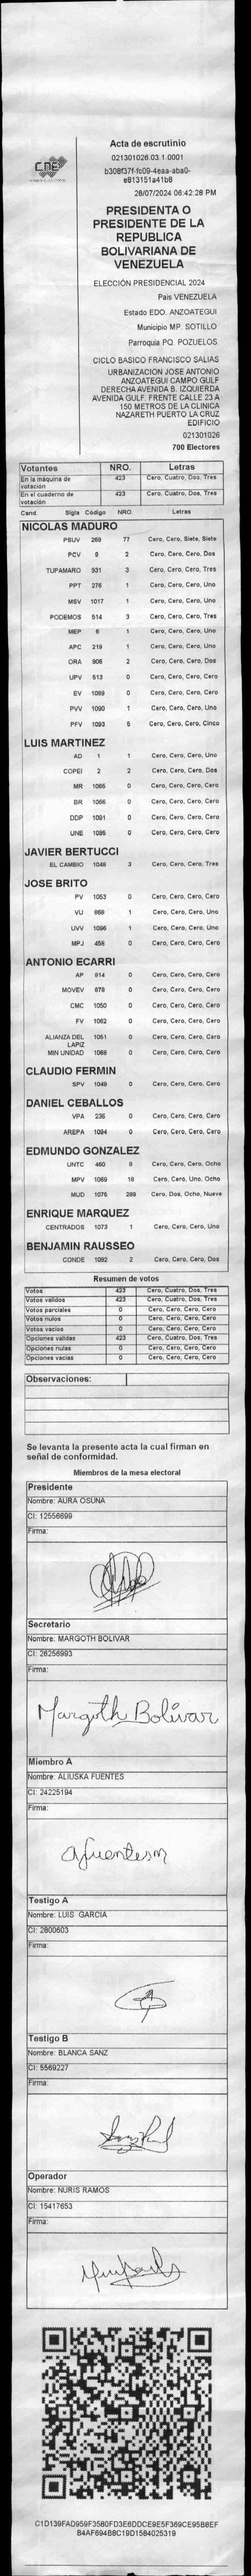 Acta de escrutinio
CNE
021301026.03.1.0001
b308f37f-fc09-4eaa-aba0-
e813151a41b8
28/07/2024 06:42:28 PM
PRESIDENTA O
PRESIDENTE DE LA
REPUBLICA
BOLIVARIANA DE
VENEZUELA
ELECCIÓN PRESIDENCIAL 2024
Pais VENEZUELA
Estado EDO. ANZOATEGUI
Municipio MP. SOTILLO
Parroquia PQ. POZUELOS
CICLO BASICO FRANCISCO SALIAS
URBANIZACION JOSE ANTONIO
ANZOATEGUI CAMPO GULF
DERECHA AVENIDA B. IZQUIERDA
AVENIDA GULF. FRENTE CALLE 23 A
150 METROS DE LA CLINICA
NAZARETH PUERTO LA CRUZ
EDIFICIO
021301026
700 Electores
Votantes NRO. Letras
En la máquina de votación 423 Cero, Cuatro, Dos, Tres
En el cuaderno de votación 423 Cero, Cuatro, Dos, Tres
Cand. Sigla Código NRO. Letras
NICOLAS MADURO
PSUV 268 77 Cero, Cero, Siete, Siete
PCV 9 2 Cero, Cero, Cero, Dos
TUPAMARO 931 3 Cero, Cero, Cero, Tres
PPT 276 1 Cero, Cero, Cero, Uno
MSV 1017 1 Cero, Cero, Cero, Uno
PODEMOS 514 3 Cero, Cero, Cero, Tres
MEP 6 1 Cero, Cero, Cero, Uno
APC 219 1 Cero, Cero, Cero, Uno
ORA 906 2 Cero, Cero, Cero, Dos
UPV 613 0 Cero, Cero, Cero, Cero
EV 1089 0 Cero, Cero, Cero, Cero
PVV 1090 1 Cero, Cero, Cero, Uno
PFV 1093 5 Cero, Cero, Cero, Cinco
LUIS MARTINEZ
AD 1 1 Cero, Cero, Cero, Uno
COPEI 2 2 Cero, Cero, Cero, Dos
MR 1065 0 Cero, Cero, Cero, Cero
BR 1066 0 Cero, Cero, Cero, Cero
DDP 1091 0 Cero, Cero, Cero, Cero
UNE 1095 0 Cero, Cero, Cero, Cero
JAVIER BERTUCCI
EL CAMBIO 1048 3 Cero, Cero, Cero, Tres
JOSE BRITO
PV 1053 0 Cero, Cero, Cero, Cero
VU 868 1 Cero, Cero, Cero, Uno
UVV 1096 1 Cero, Cero, Cero, Uno
MPJ 458 0 Cero, Cero, Cero, Cero
ANTONIO ECARRI
AP 814 0 Cero, Cero, Cero, Cero
MOVEV 878 0 Cero, Cero, Cero, Cero
CMC 1050 0 Cero, Cero, Cero, Cero
FV 1062 0 Cero, Cero, Cero, Cero
ALIANZA DEL LAPIZ 1051 0 Cero, Cero, Cero, Cero
MIN UNIDAD 1068 0 Cero, Cero, Cero, Cero
CLAUDIO FERMIN
SPV 1049 0 Cero, Cero, Cero, Cero
DANIEL CEBALLOS
VPA 236 0 Cero, Cero, Cero, Cero
AREPA 1094 0 Cero, Cero, Cero, Cero
EDMUNDO GONZALEZ
UNTC 460 8 Cero, Cero, Cero, Ocho
MPV 1069 18 Cero, Cero, Uno, Ocho
MUD 1075 289 Cero, Dos, Ocho, Nueve
ENRIQUE MARQUEZ
CENTRADOS 1073 1 Cero, Cero, Cero, Uno
BENJAMIN RAUSSEO
CONDE 1092 2 Cero, Cero, Cero, Dos
Resumen de votos
Votos 423 Cero, Cuatro, Dos, Tres
Votos validos 423 Cero, Cuatro, Dos, Tres
Votos parciales 0 Cero, Cero, Cero, Cero
Votos nulos 0 Cero, Cero, Cero, Cero
Votos vacios 0 Cero, Cero, Cero, Cero
Opciones validas 423 Cero, Cuatro, Dos, Tres
Opciones nulas 0 Cero, Cero, Cero, Cero
Opciones vacias 0 Cero, Cero, Cero, Cero
Observaciones:
Se levanta la presente acta la cual firman en
señal de conformidad.
Miembros de la mesa electoral
Presidente
Nombre: AURA OSUNA
CI: 12556699
Firma:
Secretario
Nombre: MARGOTH BOLIVAR
CI: 26256993
Firma:
Margoth Bolivar
Miembro A
Nombre: ALIUSKA FUENTES
CI: 24225194
Firma:
afuentesm
Testigo A
Nombre: LUIS GARCIA
CI: 2800603
Firma:
Testigo B
Nombre: BLANCA SANZ
CI: 5569227
Firma:
Operador
Nombre: NURIS RAMOS
CI: 15417653
Firma:
C1D139FAD959F3580FD3E6DDCE9E5F369CE95B8EF
B4AF694B8C19D1584025319